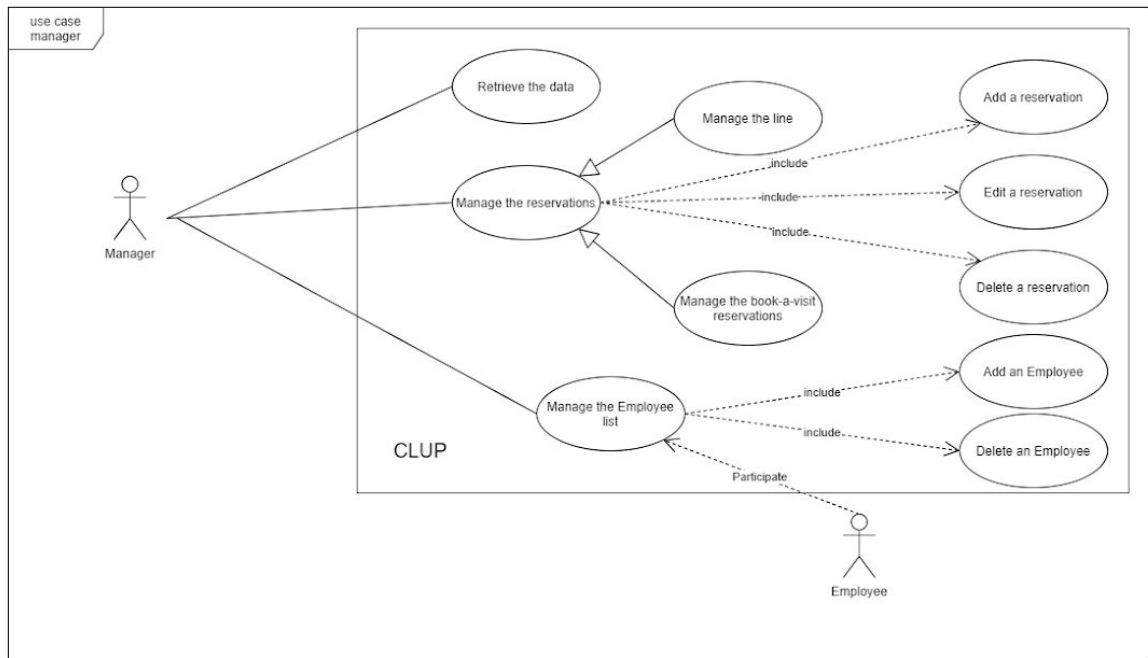 use case
manager
Retrieve the data
Add a reservation
Manage the line
include
Edit a reservation
Manage the reservations
include
include
Manager
Delete a reservation
Manage the book-a-visit
reservations
Add an Employee
Manage the Employee
list
include
include
CLUP
Delete an Employee
Participate
Employee